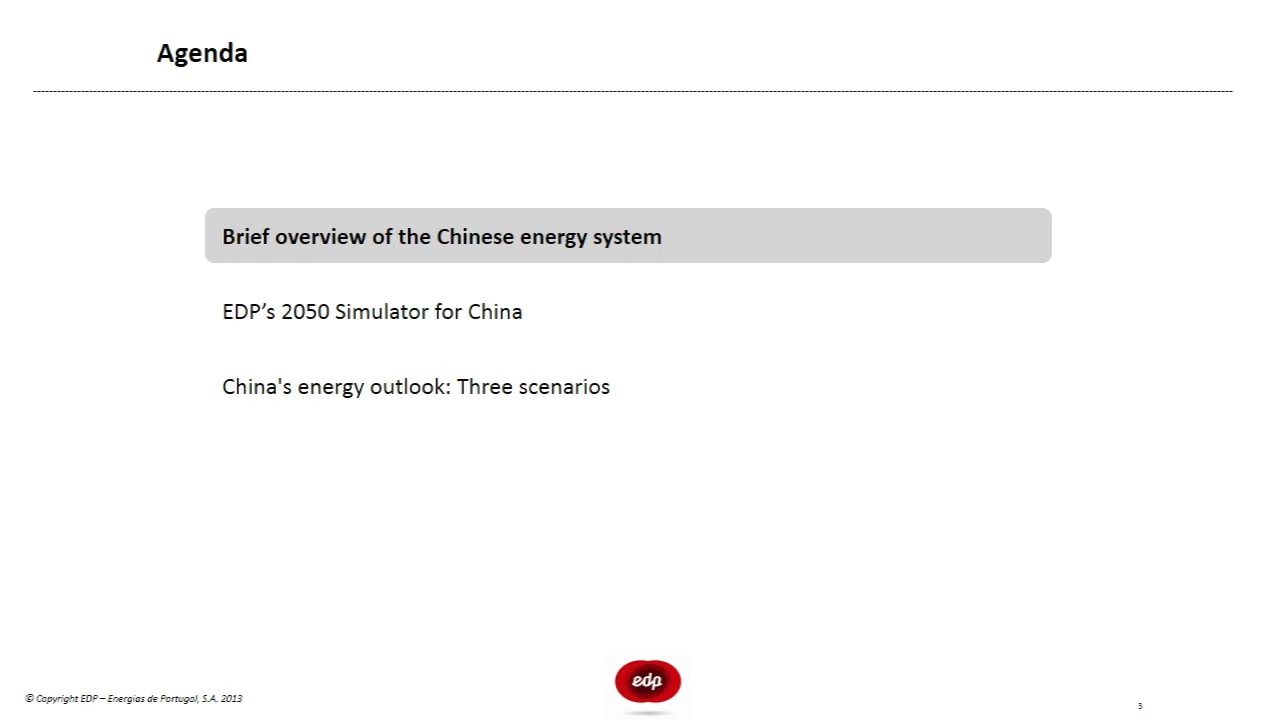 Agenda
Brief overview of the Chinese energy system
EDP’s 2050 Simulator for China
China's energy outlook: Three scenarios
edp
© Copyright EDP – Energias de Portugal, S.A. 2013
3